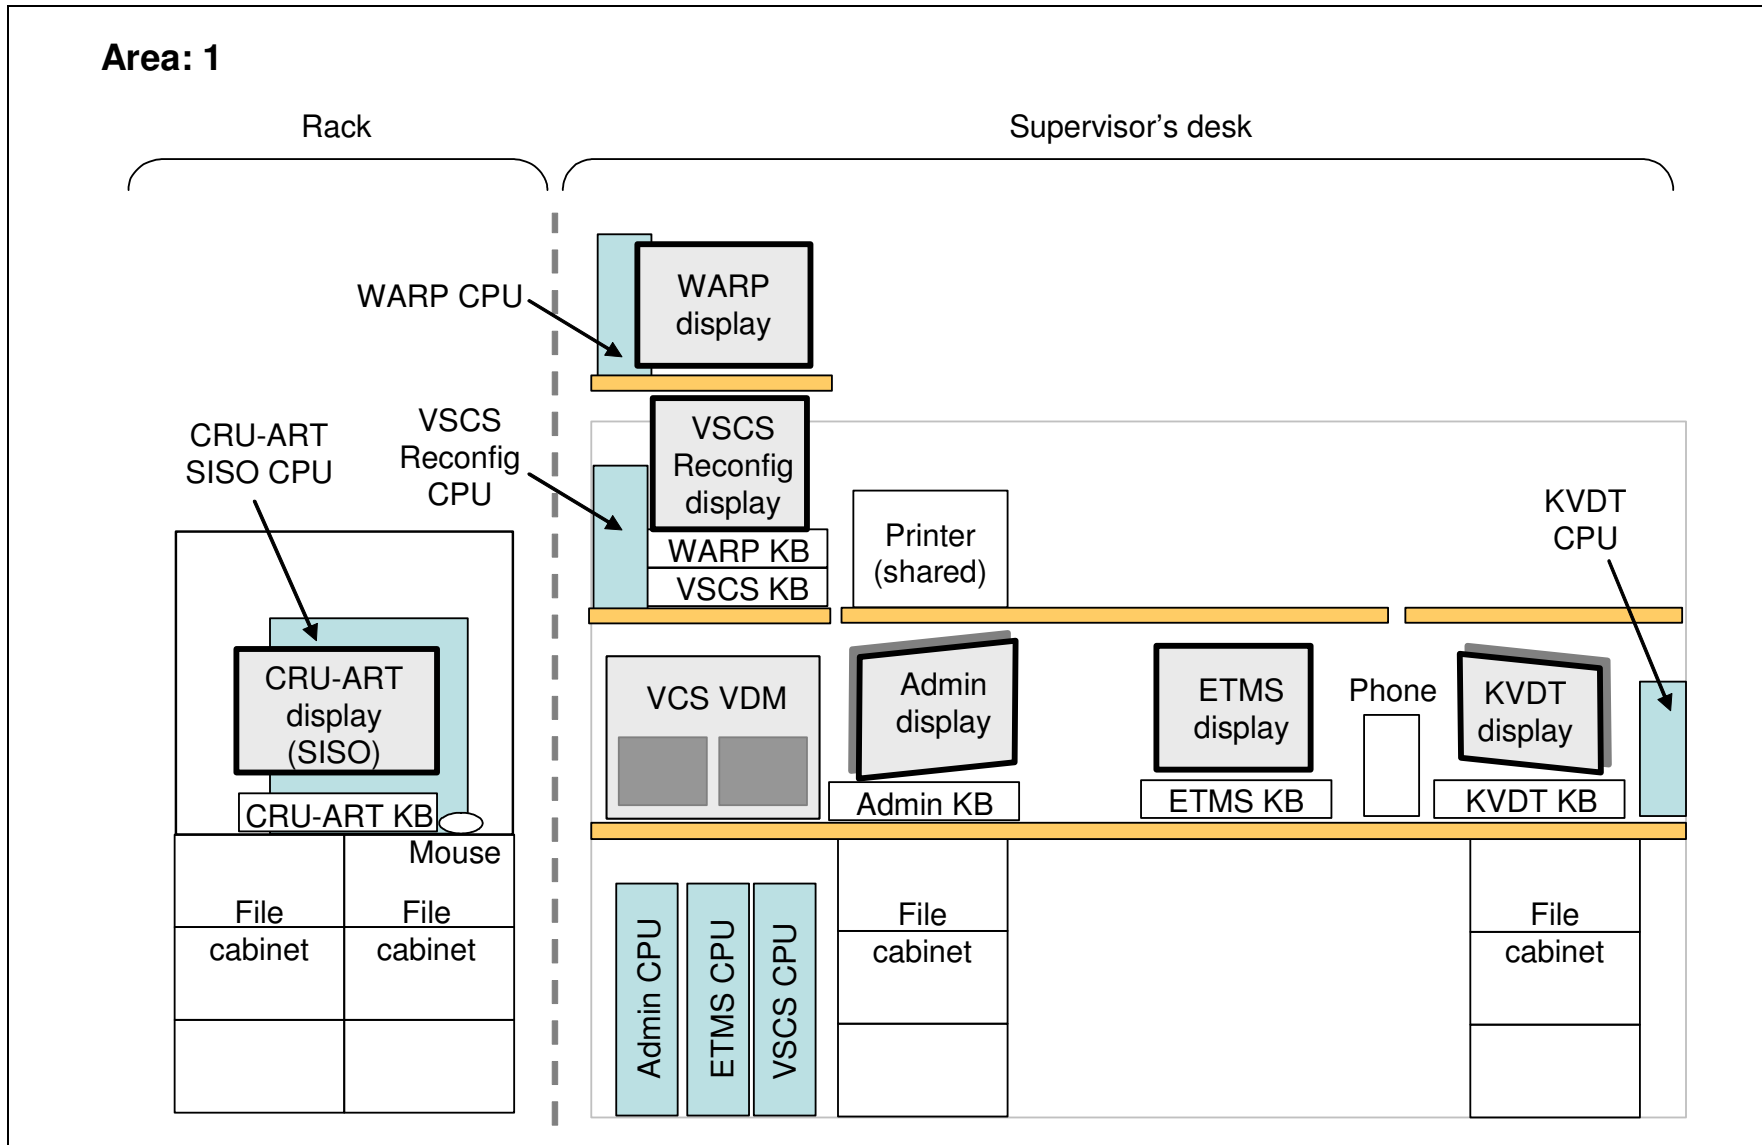 Area: 1
Rack
Supervisor's desk
WARP CPU
WARP
display
CRU-ART
SISO CPU
VSCS
Reconfig
CPU
VSCS
Reconfig
display
WARP KB
VSCS KB
Printer
(shared)
KVDT
CPU
CRU-ART
display
(SISO)
CRU-ART KB
Mouse
VCS VDM
Admin
display
Admin KB
ETMS
display
ETMS KB
Phone
KVDT
display
KVDT KB
File
cabinet
File
cabinet
Admin CPU
ETMS CPU
VSCS CPU
File
cabinet
File
cabinet